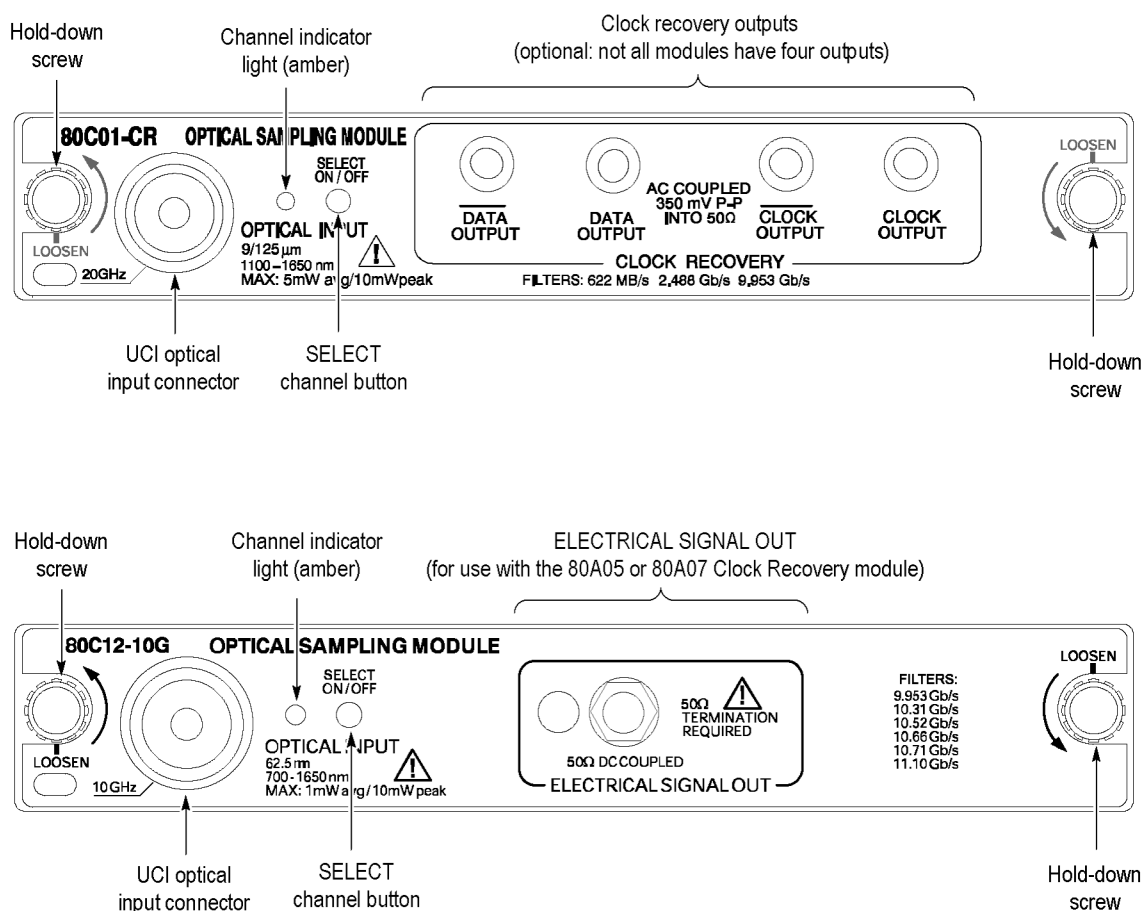 Hold-down
screw
Channel indicator
light (amber)
Clock recovery outputs
(optional: not all modules have four outputs)
80C01-CR OPTICAL SAMPLING MODULE
SELECT
ON / OFF
LOOSEN
OPTICAL INPUT
9/125 µm
1100–1650 nm
MAX: 5mW avg/10mWpeak
20GHz
DATA
OUTPUT
DATA
OUTPUT
AC COUPLED
350 mV P-P
INTO 50Ω
CLOCK
OUTPUT
CLOCK
OUTPUT
CLOCK RECOVERY
FILTERS: 622 MB/s 2,488 Gb/s 9,953 Gb/s
LOOSEN
UCI optical
input connector
SELECT
channel button
Hold-down
screw
Hold-down
screw
Channel indicator
light (amber)
ELECTRICAL SIGNAL OUT
(for use with the 80A05 or 80A07 Clock Recovery module)
80C12-10G OPTICAL SAMPLING MODULE
SELECT
ON/OFF
LOOSEN
OPTICAL INPUT
62.5 m
700-1650 nm
MAX: 1mW avg/10mWpeak
10GHz
50Ω
TERMINATION
REQUIRED
50Ω DC COUPLED
ELECTRICAL SIGNAL OUT
FILTERS:
9.953 Gb/s
10.31 Gb/s
10.52 Gb/s
10.66 Gb/s
10.71 Gb/s
11.10 Gb/s
LOOSEN
UCI optical
input connector
SELECT
channel button
Hold-down
screw